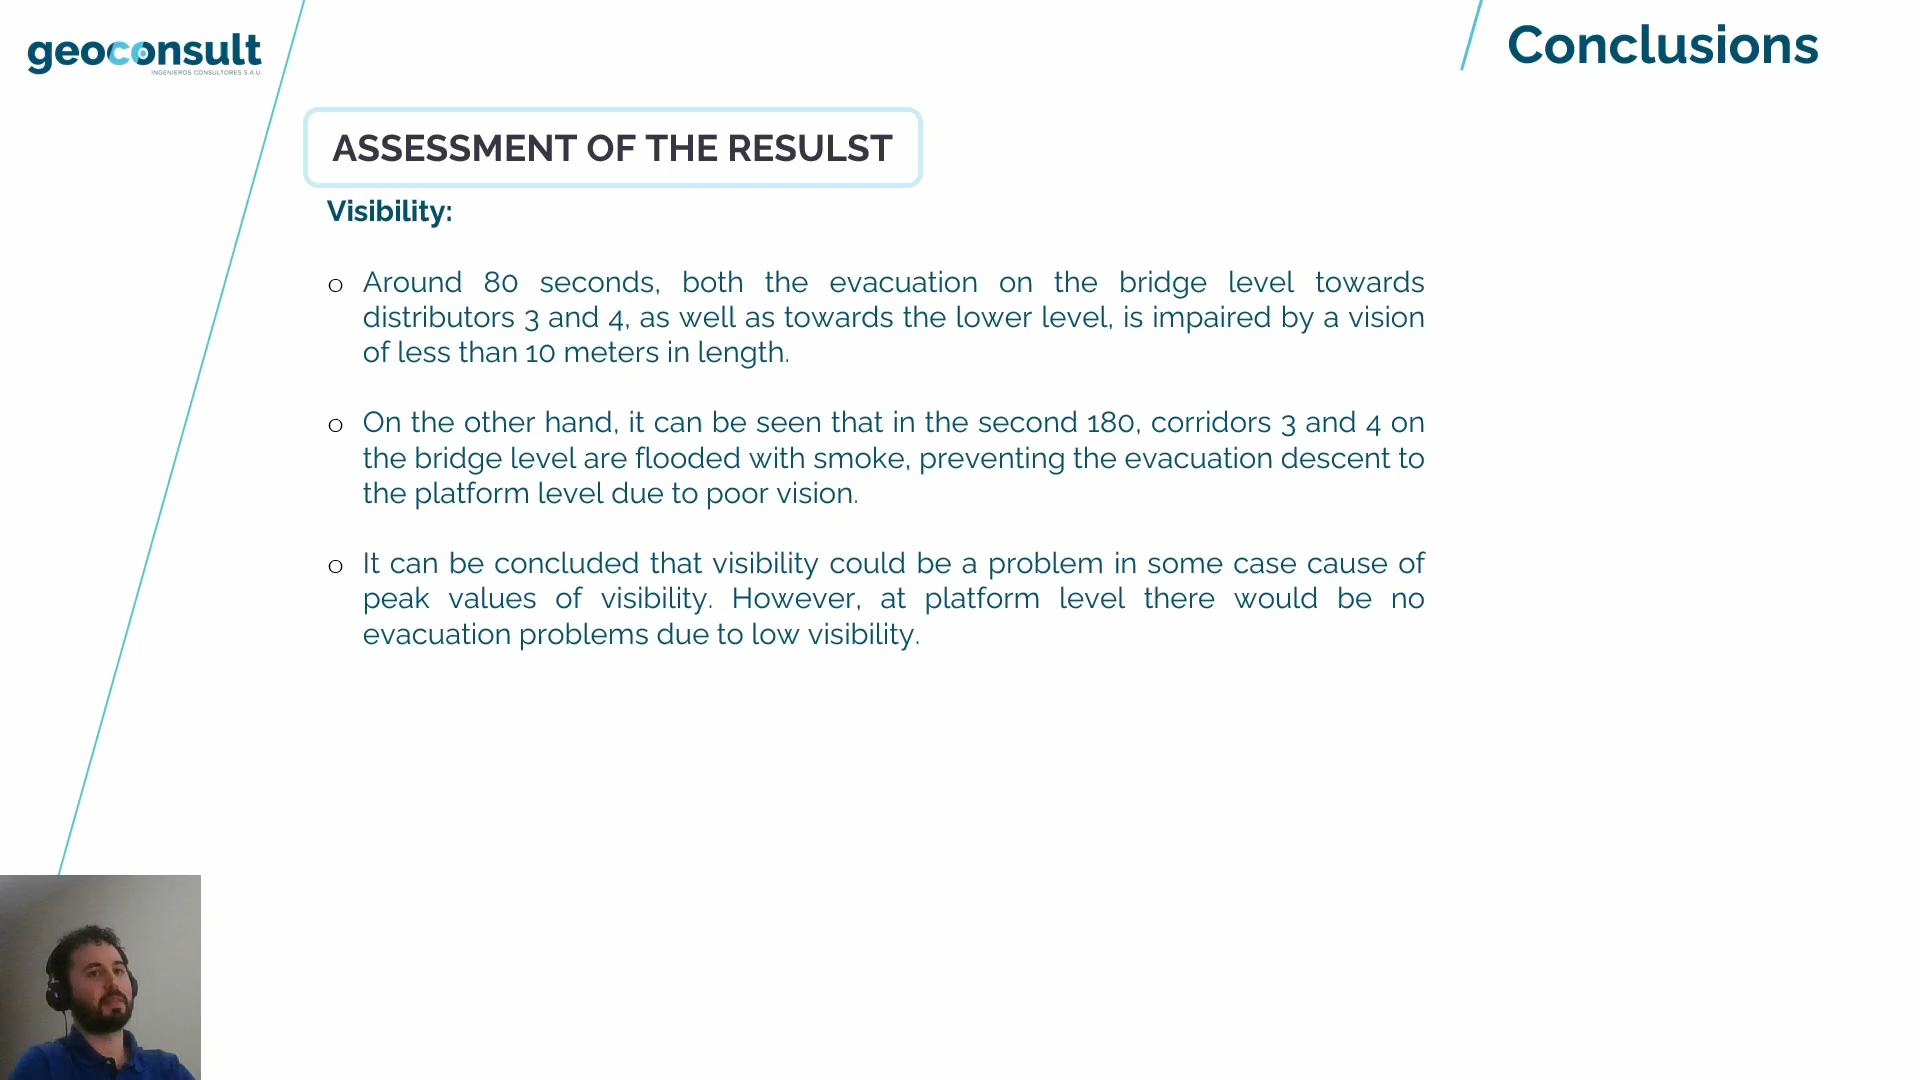 geoconsult
INGENIEROS CONSULTORES S.A.U.
Conclusions
ASSESSMENT OF THE RESULST
Visibility:
o Around 80 seconds, both the evacuation on the bridge level towards
distributors 3 and 4, as well as towards the lower level, is impaired by a vision
of less than 10 meters in length.
o On the other hand, it can be seen that in the second 180, corridors 3 and 4 on
the bridge level are flooded with smoke, preventing the evacuation descent to
the platform level due to poor vision.
o It can be concluded that visibility could be a problem in some case cause of
peak values of visibility. However, at platform level there would be no
evacuation problems due to low visibility.